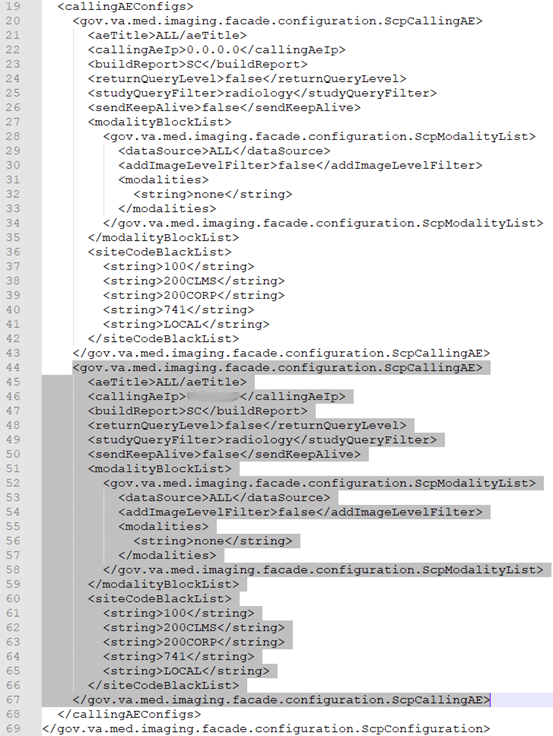 19 <callingAEConfigs>
20 <gov.va.med.imaging.facade.configuration.ScpCallingAE>
21 <aeTitle>ALL/aeTitle>
22 <callingAeIp>0.0.0.0</callingAeIp>
23 <buildReport>SC</buildReport>
24 <returnQueryLevel>false</returnQueryLevel>
25 <studyQueryFilter>radiology</studyQueryFilter>
26 <sendKeepAlive>false</sendKeepAlive>
27 <modalityBlockList>
28 <gov.va.med.imaging.facade.configuration.ScpModalityList>
29 <dataSource>ALL</dataSource>
30 <addImageLevelFilter>false</addImageLevelFilter>
31 <modalities>
32 <string>none</string>
33 </modalities>
34 </gov.va.med.imaging.facade.configuration.ScpModalityList>
35 </modalityBlockList>
36 <siteCodeBlackList>
37 <string>100</string>
38 <string>200CLMS</string>
39 <string>200CORP</string>
40 <string>741</string>
41 <string>LOCAL</string>
42 </siteCodeBlackList>
43 </gov.va.med.imaging.facade.configuration.ScpCallingAE>
44 <gov.va.med.imaging.facade.configuration.ScpCallingAE>
45 <aeTitle>ALL/aeTitle>
46 <callingAeIp></callingAeIp>
47 <buildReport>SC</buildReport>
48 <returnQueryLevel>false</returnQueryLevel>
49 <studyQueryFilter>radiology</studyQueryFilter>
50 <sendKeepAlive>false</sendKeepAlive>
51 <modalityBlockList>
52 <gov.va.med.imaging.facade.configuration.ScpModalityList>
53 <dataSource>ALL</dataSource>
54 <addImageLevelFilter>false</addImageLevelFilter>
55 <modalities>
56 <string>none</string>
57 </modalities>
58 </gov.va.med.imaging.facade.configuration.ScpModalityList>
59 </modalityBlockList>
60 <siteCodeBlackList>
61 <string>100</string>
62 <string>200CLMS</string>
63 <string>200CORP</string>
64 <string>741</string>
65 <string>LOCAL</string>
66 </siteCodeBlackList>
67 </gov.va.med.imaging.facade.configuration.ScpCallingAE>
68 </callingAEConfigs>
69 </gov.va.med.imaging.facade.configuration.ScpConfiguration>